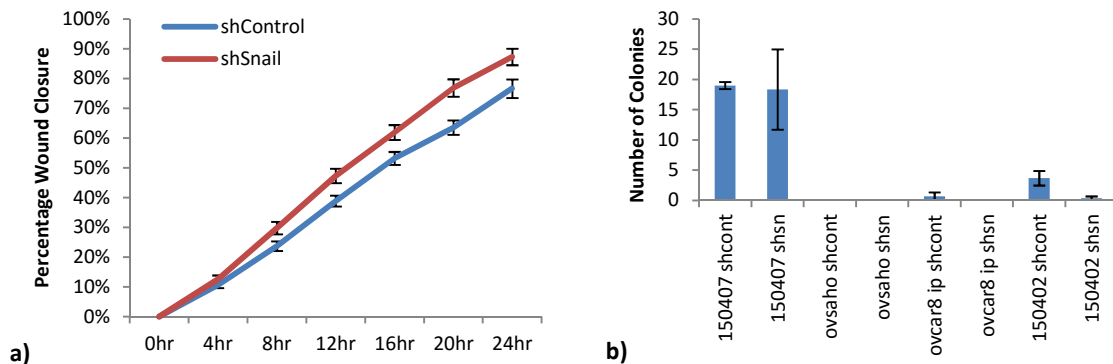 100%
90%
80%
70%
60%
50%
40%
30%
20%
10%
0%
Percentage Wound Closure
shControl
shSnail
0hr 4hr 8hr 12hr 16hr 20hr 24hr
a)
30
25
20
15
10
5
0
Number of Colonies
150407 shcont
150407 shsn
ovsaho shcont
ovsaho shsn
ovcar8 ip shcont
ovcar8 ip shsn
150402 shcont
150402 shsn
b)